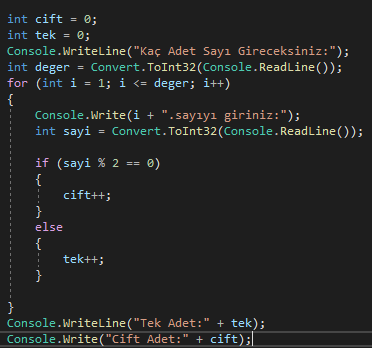 int cift = 0;
int tek = 0;
Console.WriteLine("Kaç Adet Sayı Gireceksiniz:");
int deger = Convert.ToInt32(Console.ReadLine());
for (int i = 1; i <= deger; i++)
{
Console.Write(i + ".sayıyı giriniz:");
int sayi = Convert.ToInt32(Console.ReadLine());
if (sayi % 2 == 0)
{
cift++;
}
else
{
tek++;
}
}
Console.WriteLine("Tek Adet:" + tek);
Console.Write("Cift Adet:" + cift);